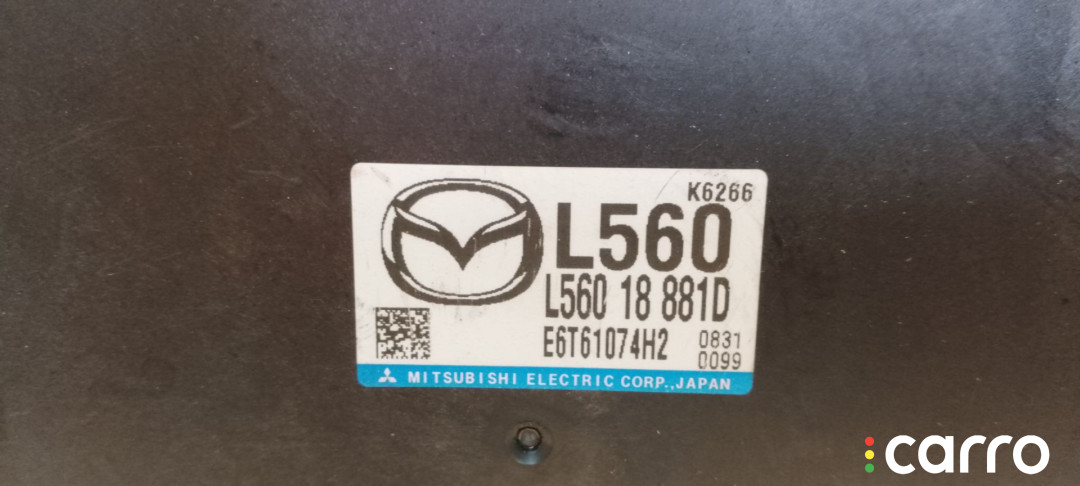 K6266
L560
L560 18 881D
E6T61074H2
0831
0099
MITSUBISHI ELECTRIC CORP.,JAPAN
carro